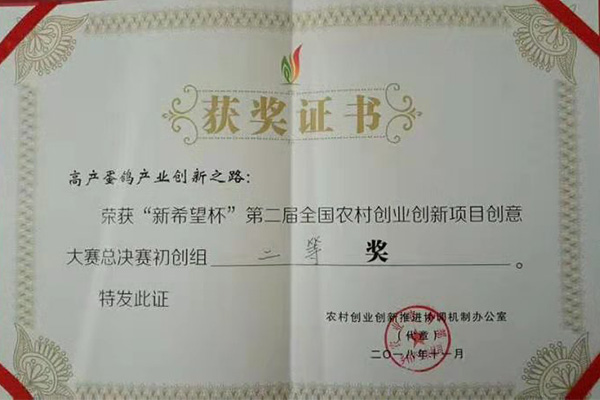 获奖证书
高产蛋鸽产业创新之路：
荣获“新希望杯”第二届全国农村创业创新项目创意
大赛总决赛初创组 二等 奖 。
特发此证
农村创业创新推进协调机制办公室
（代章）
二〇一八年十一月